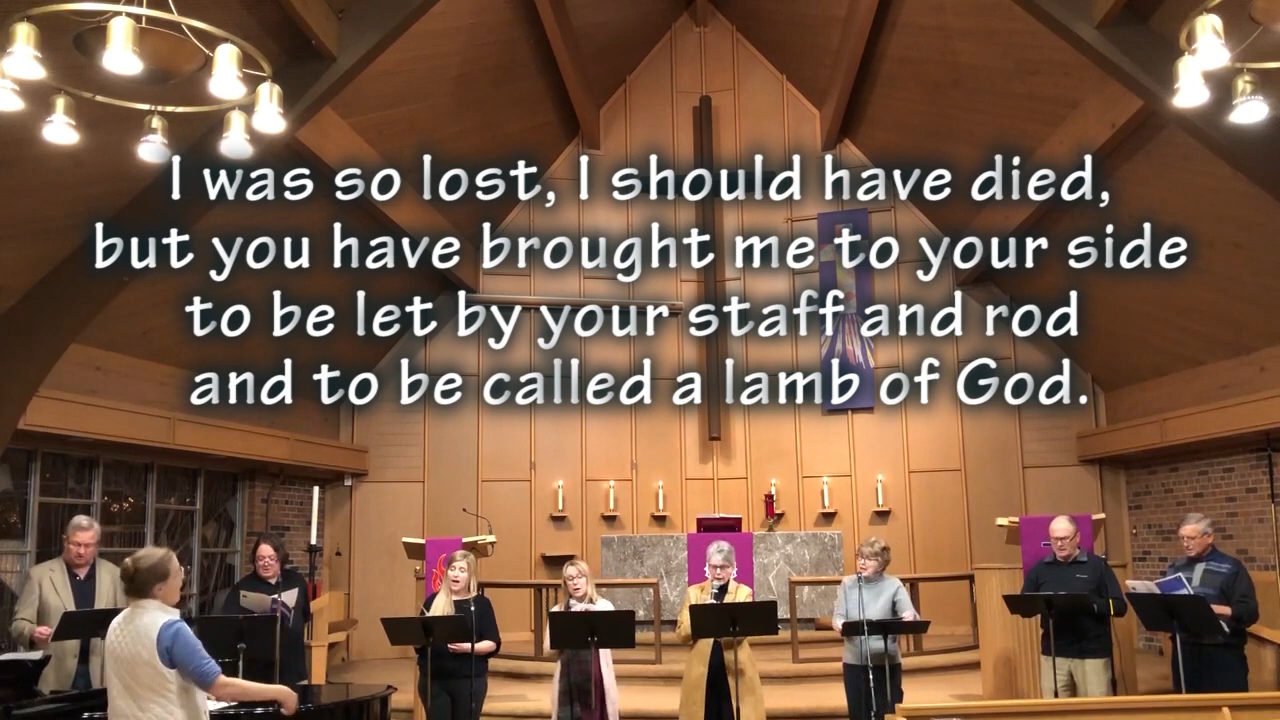 I was so lost, I should have died,
but you have brought me to your side
to be let by your staff and rod
and to be called a lamb of God.